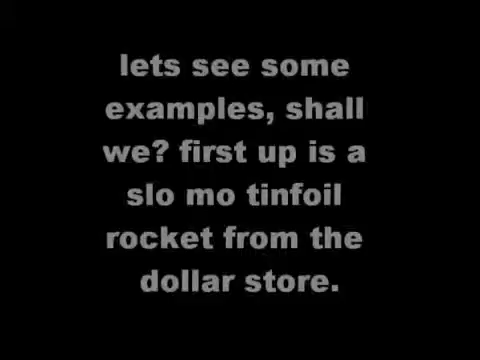 lets see some
examples, shall
we? first up is a
slo mo tinfoil
rocket from the
dollar store.